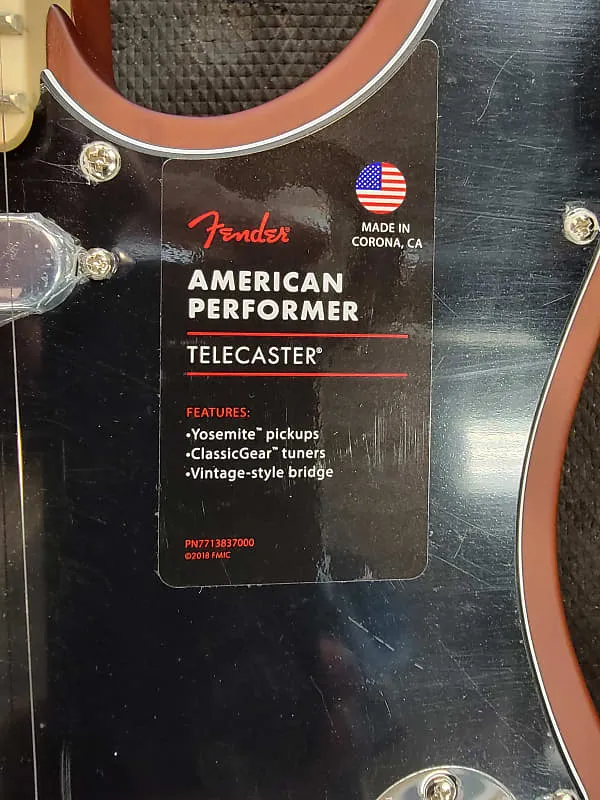 Fender
MADE IN
CORONA, CA
AMERICAN
PERFORMER
TELECASTER®
FEATURES:
•Yosemite™ pickups
•ClassicGear™ tuners
•Vintage-style bridge
PN7713837000
©2018 FMIC